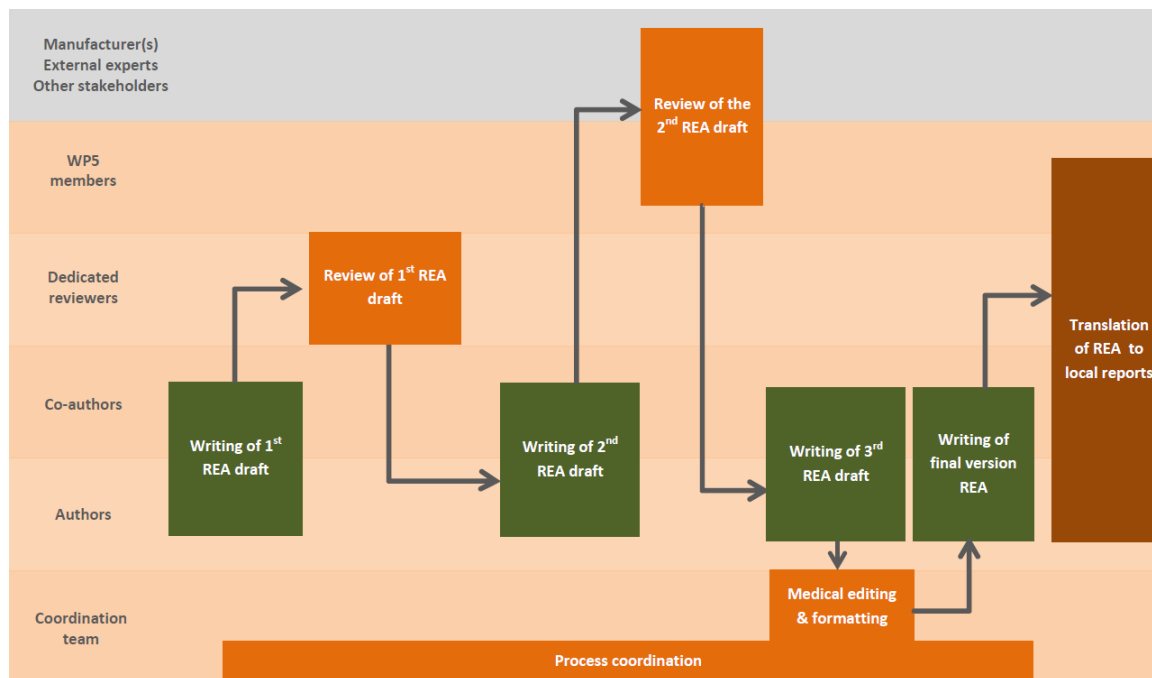 Manufacturer(s)
External experts
Other stakeholders
WP5
members
Dedicated
reviewers
Co-authors
Authors
Coordination
team
Writing of 1st
REA draft
Review of 1st REA
draft
Writing of 2nd
REA draft
Review of the
2nd REA draft
Writing of 3rd
REA draft
Medical editing
& formatting
Writing of
final version
REA
Translation
of REA to
local reports
Process coordination